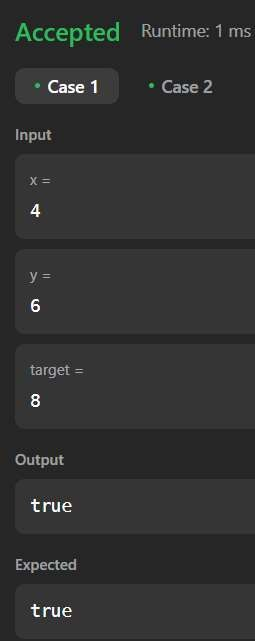 Accepted Runtime: 1 ms
• Case 1 • Case 2
Input
x =
4
y =
6
target =
8
Output
true
Expected
true